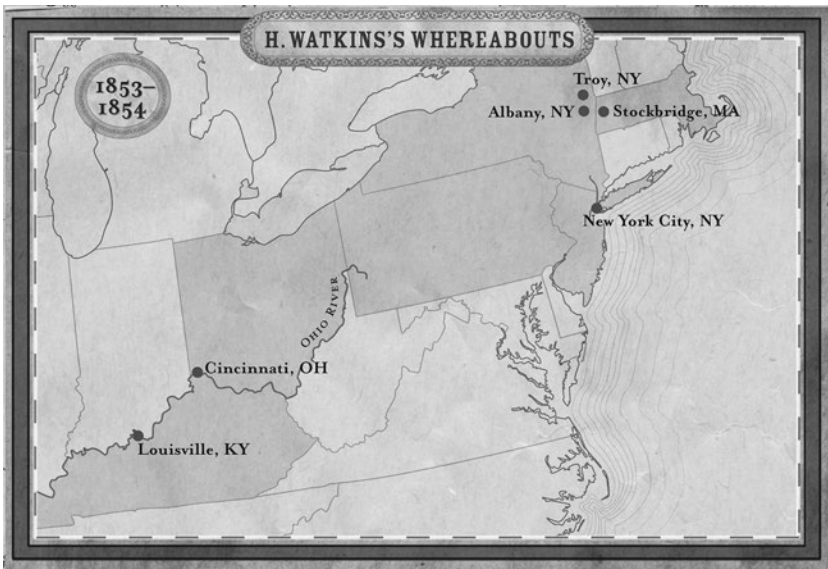 H. WATKINS'S WHEREABOUTS
1853–
1854
Troy, NY
Albany, NY
Stockbridge, MA
New York City, NY
OHIO RIVER
Cincinnati, OH
Louisville, KY